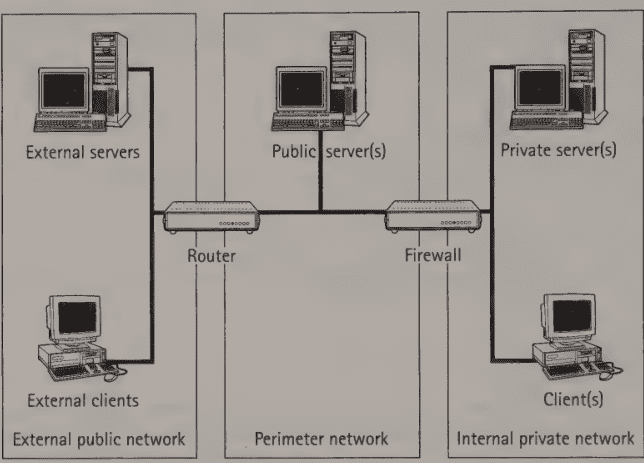 External servers
Public server(s)
Private server(s)
Router
Firewall
External clients
Client(s)
External public network
Perimeter network
Internal private network